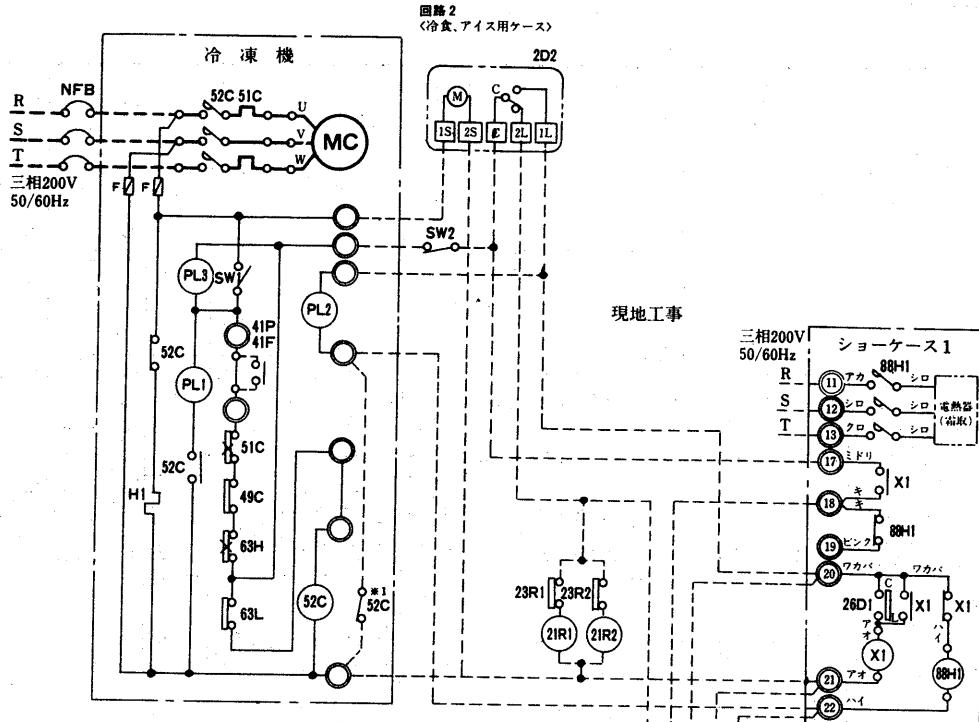 回路2
〈冷食、アイス用ケース〉
2D2
冷凍機
NFB
52C 51C
R
S
T
U
V
W
MC
三相200V
50/60Hz
F
F
M
C
1S
2S
C
2L
1L
SW2
PL3
SW1
PL2
41P
41F
52C
PL1
51C
52C
H1
49C
63H
63L
52C
※1
52C
現地工事
三相200V
50/60Hz
ショーケース1
88H1
R
11
アカ
シロ
S
12
シロ
シロ
電熱器
(霜取)
T
13
クロ
シロ
17
ミドリ
X1
18
キ
キ
88H1
19
ピンク
20
ワカバ
ワカバ
23R1
23R2
21R1
21R2
26D1
C
L
X1
X1
アオ
ハイ
X1
88H1
21
アオ
22
ハイ